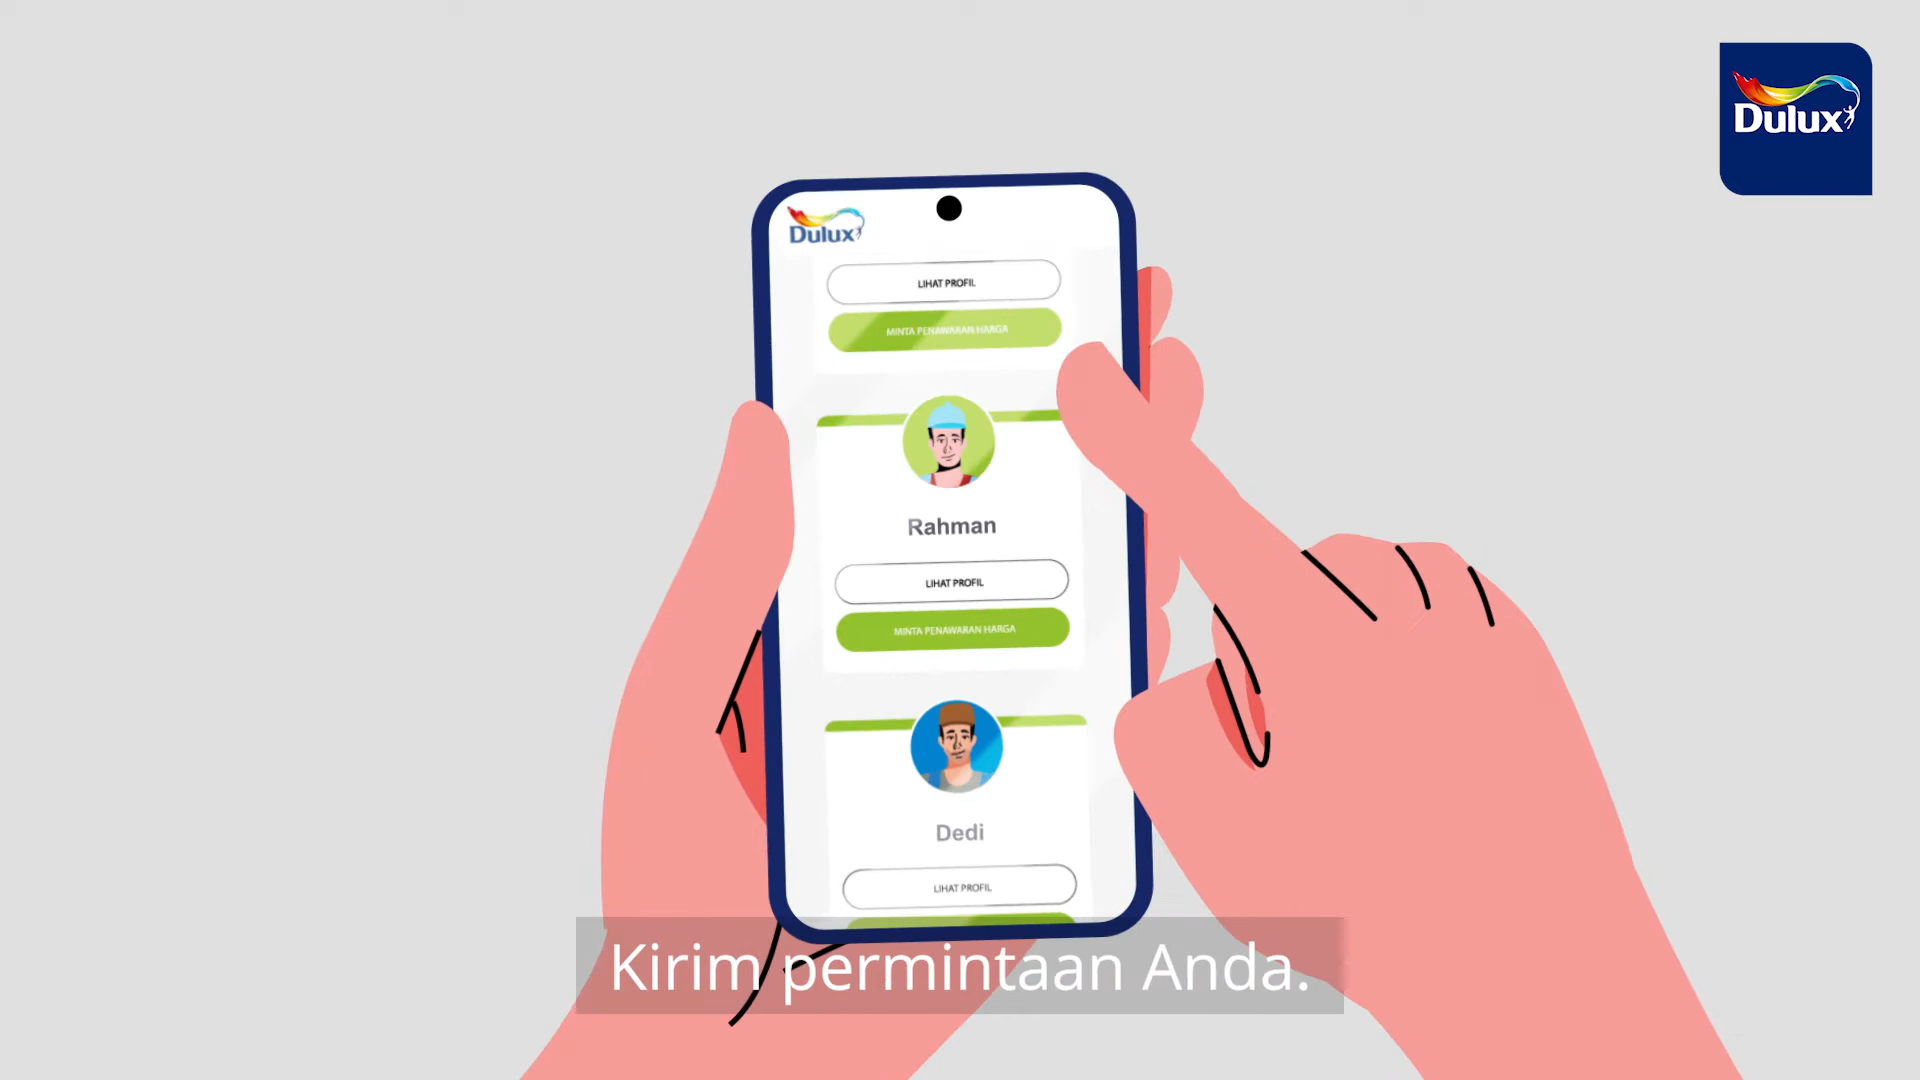 Dulux
Dulux
LIHAT PROFIL
MINTA PENAWARAN HARGA
Rahman
LIHAT PROFIL
MINTA PENAWARAN HARGA
Dedi
LIHAT PROFIL
Kirim permintaan Anda.